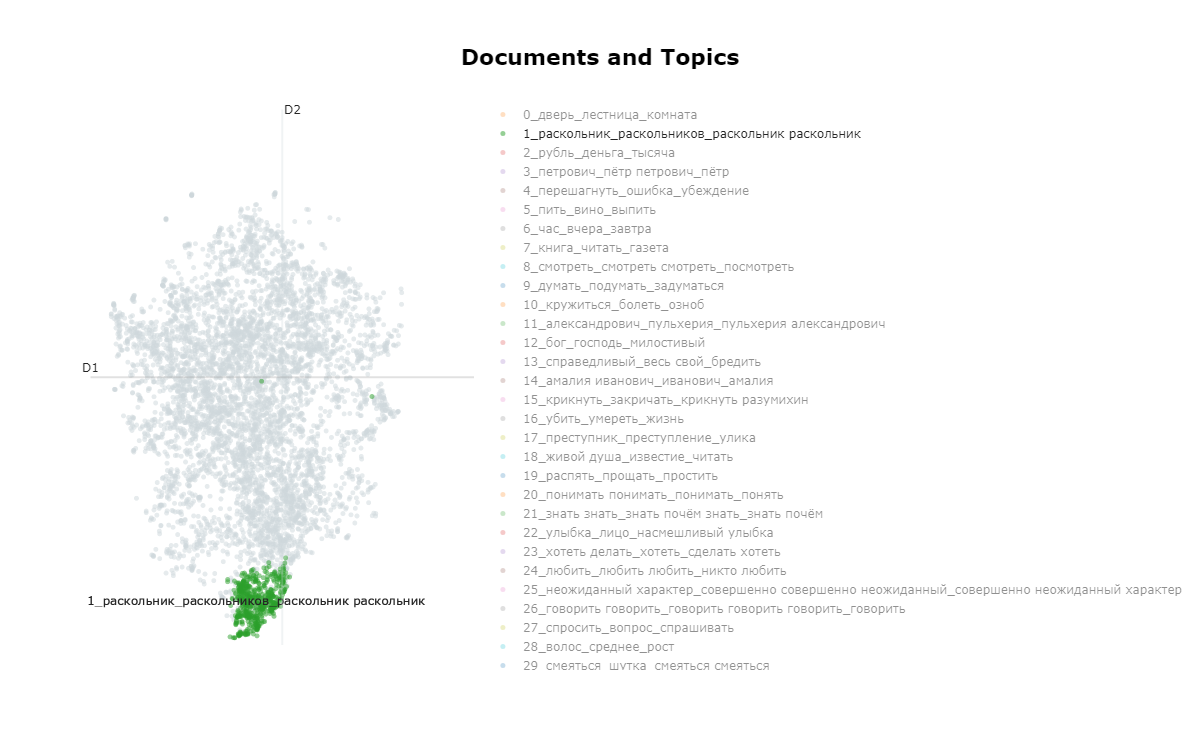 Documents and Topics
D2
D1
1_раскольник_раскольников_раскольник раскольник
0_дверь_лестница_комната
1_раскольник_раскольников_раскольник раскольник
2_рубль_деньга_тысяча
3_петрович_пётр петрович_пётр
4_перешагнуть_ошибка_убеждение
5_пить_вино_выпить
6_час_вчера_завтра
7_книга_читать_газета
8_смотреть_смотреть смотреть_посмотреть
9_думать_подумать_задуматься
10_кружиться_болеть_озноб
11_александрович_пульхерия_пульхерия александрович
12_бог_господь_милостивый
13_справедливый_весь свой_бредить
14_амалия иванович_иванович_амалия
15_крикнуть_закричать_крикнуть разумихин
16_убить_умереть_жизнь
17_преступник_преступление_улика
18_живой душа_известие_читать
19_распять_прощать_простить
20_понимать понимать_понимать_понять
21_знать знать_знать почём знать_знать почём
22_улыбка_лицо_насмешливый улыбка
23_хотеть делать_хотеть_сделать хотеть
24_любить_любить любить_никто любить
25_неожиданный характер_совершенно совершенно неожиданный_совершенно неожиданный характер
26_говорить говорить_говорить говорить говорить_говорить
27_спросить_вопрос_спрашивать
28_волос_среднее_рост
29_смеяться_шутка_смеяться смеяться